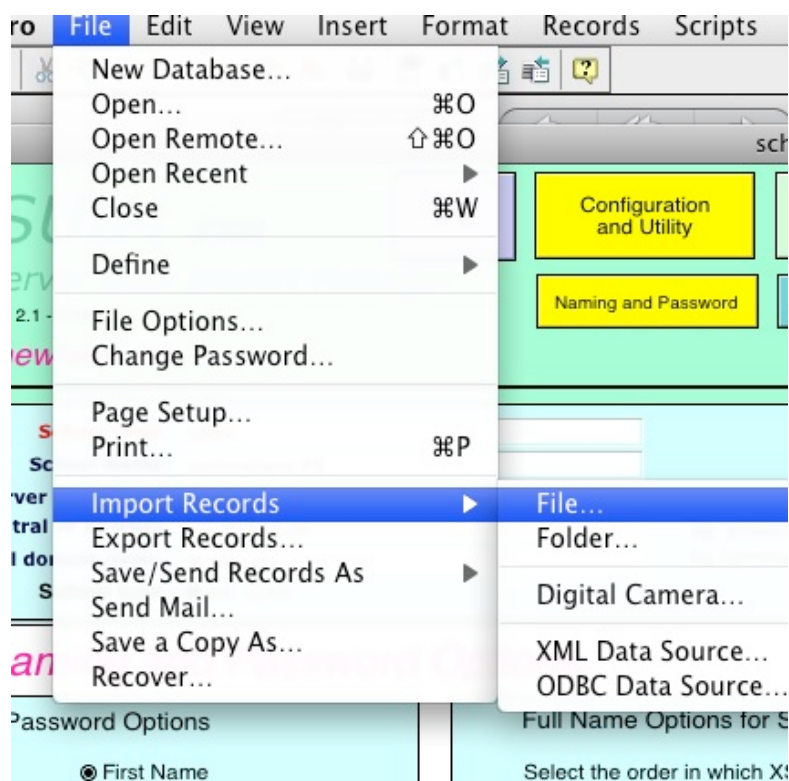 ro File Edit View Insert Format Records Scripts
New Database...
Open... ⌘O
Open Remote... ⇧⌘O
Open Recent
Close ⌘W
sch
Configuration
and Utility
Define
Naming and Password
2.1 -
File Options...
Change Password...
Page Setup...
Print... ⌘P
Import Records
File...
Export Records...
Folder...
Save/Send Records As
Digital Camera...
Send Mail...
Save a Copy As...
XML Data Source...
Recover...
ODBC Data Source...
Password Options
Full Name Options for S
First Name
Select the order in which XS